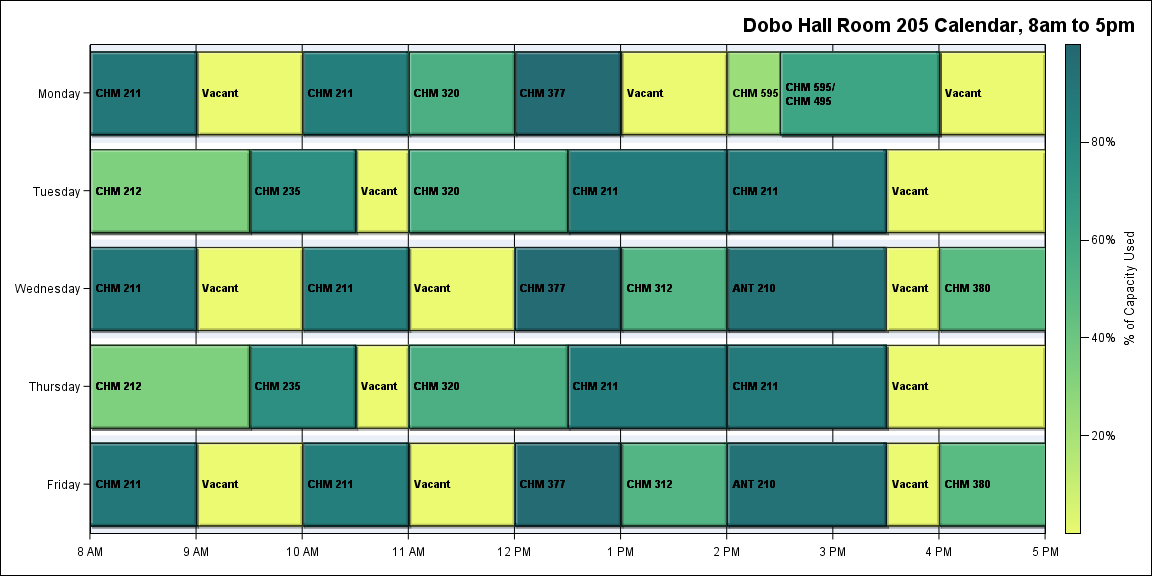 Dobo Hall Room 205 Calendar, 8am to 5pm
Monday
CHM 211
Vacant
CHM 211
CHM 320
CHM 377
Vacant
CHM 595
CHM 595/
CHM 495
Vacant
Tuesday
CHM 212
CHM 235
Vacant
CHM 320
CHM 211
CHM 211
Vacant
Wednesday
CHM 211
Vacant
CHM 211
Vacant
CHM 377
CHM 312
ANT 210
Vacant
CHM 380
Thursday
CHM 212
CHM 235
Vacant
CHM 320
CHM 211
CHM 211
Vacant
Friday
CHM 211
Vacant
CHM 211
Vacant
CHM 377
CHM 312
ANT 210
Vacant
CHM 380
8 AM
9 AM
10 AM
11 AM
12 PM
1 PM
2 PM
3 PM
4 PM
5 PM
80%
60%
40%
20%
% of Capacity Used